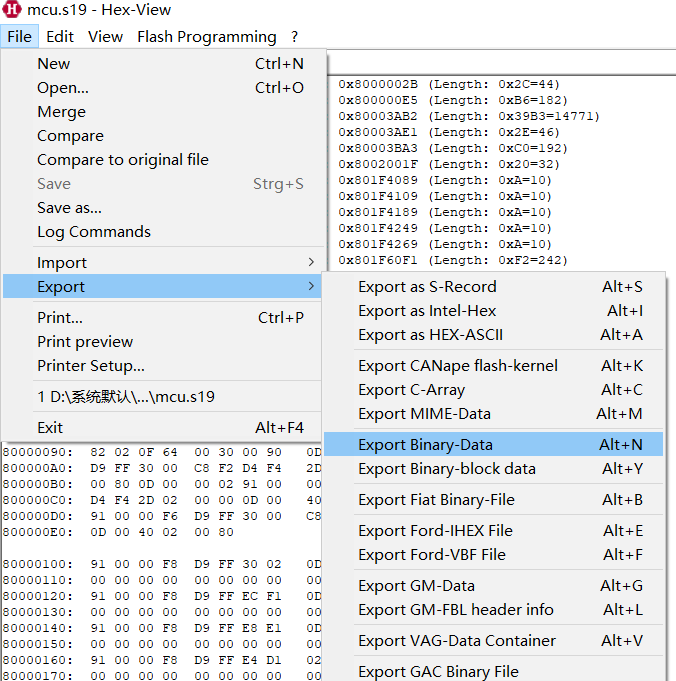 mcu.s19 - Hex-View
File Edit View Flash Programming ?
New Ctrl+N
Open... Ctrl+O
Merge
Compare
Compare to original file
Save Strg+S
Save as...
Log Commands
Import
Export
Print... Ctrl+P
Print preview
Printer Setup...
1 D:\系统默认\...\mcu.s19
Exit Alt+F4
0x8000002B (Length: 0x2C=44)
0x800000E5 (Length: 0xB6=182)
0x80003AB2 (Length: 0x39B3=14771)
0x80003AE1 (Length: 0x2E=46)
0x80003BA3 (Length: 0xC0=192)
0x8002001F (Length: 0x20=32)
0x801F4089 (Length: 0xA=10)
0x801F4109 (Length: 0xA=10)
0x801F4189 (Length: 0xA=10)
0x801F4249 (Length: 0xA=10)
0x801F4269 (Length: 0xA=10)
0x801F60F1 (Length: 0xF2=242)
Export as S-Record Alt+S
Export as Intel-Hex Alt+I
Export as HEX-ASCII Alt+A
Export CANape flash-kernel Alt+K
Export C-Array Alt+C
Export MIME-Data Alt+M
Export Binary-Data Alt+N
Export Binary-block data Alt+Y
Export Fiat Binary-File Alt+B
Export Ford-IHEX File Alt+E
Export Ford-VBF File Alt+F
Export GM-Data Alt+G
Export GM-FBL header info Alt+L
Export VAG-Data Container Alt+V
Export GAC Binary File
80000090: 82 02 0F 64 00 30 00 90 0D
800000A0: D9 FF 30 00 C8 F2 D4 F4 2D
800000B0: 00 80 0D 00 00 02 91 00 00
800000C0: D4 F4 2D 02 00 00 0D 00 40
800000D0: 91 00 00 F6 D9 FF 30 00 C8
800000E0: 0D 00 40 02 00 80
80000100: 91 00 00 F8 D9 FF 30 02 0D
80000110: 00 00 00 00 00 00 00 00 00
80000120: 91 00 00 F8 D9 FF EC F1 0D
80000130: 00 00 00 00 00 00 00 00 00
80000140: 91 00 00 F8 D9 FF E8 E1 0D
80000150: 00 00 00 00 00 00 00 00 00
80000160: 91 00 00 F8 D9 FF E4 D1 02
80000170: 00 00 00 00 00 00 00 00 00